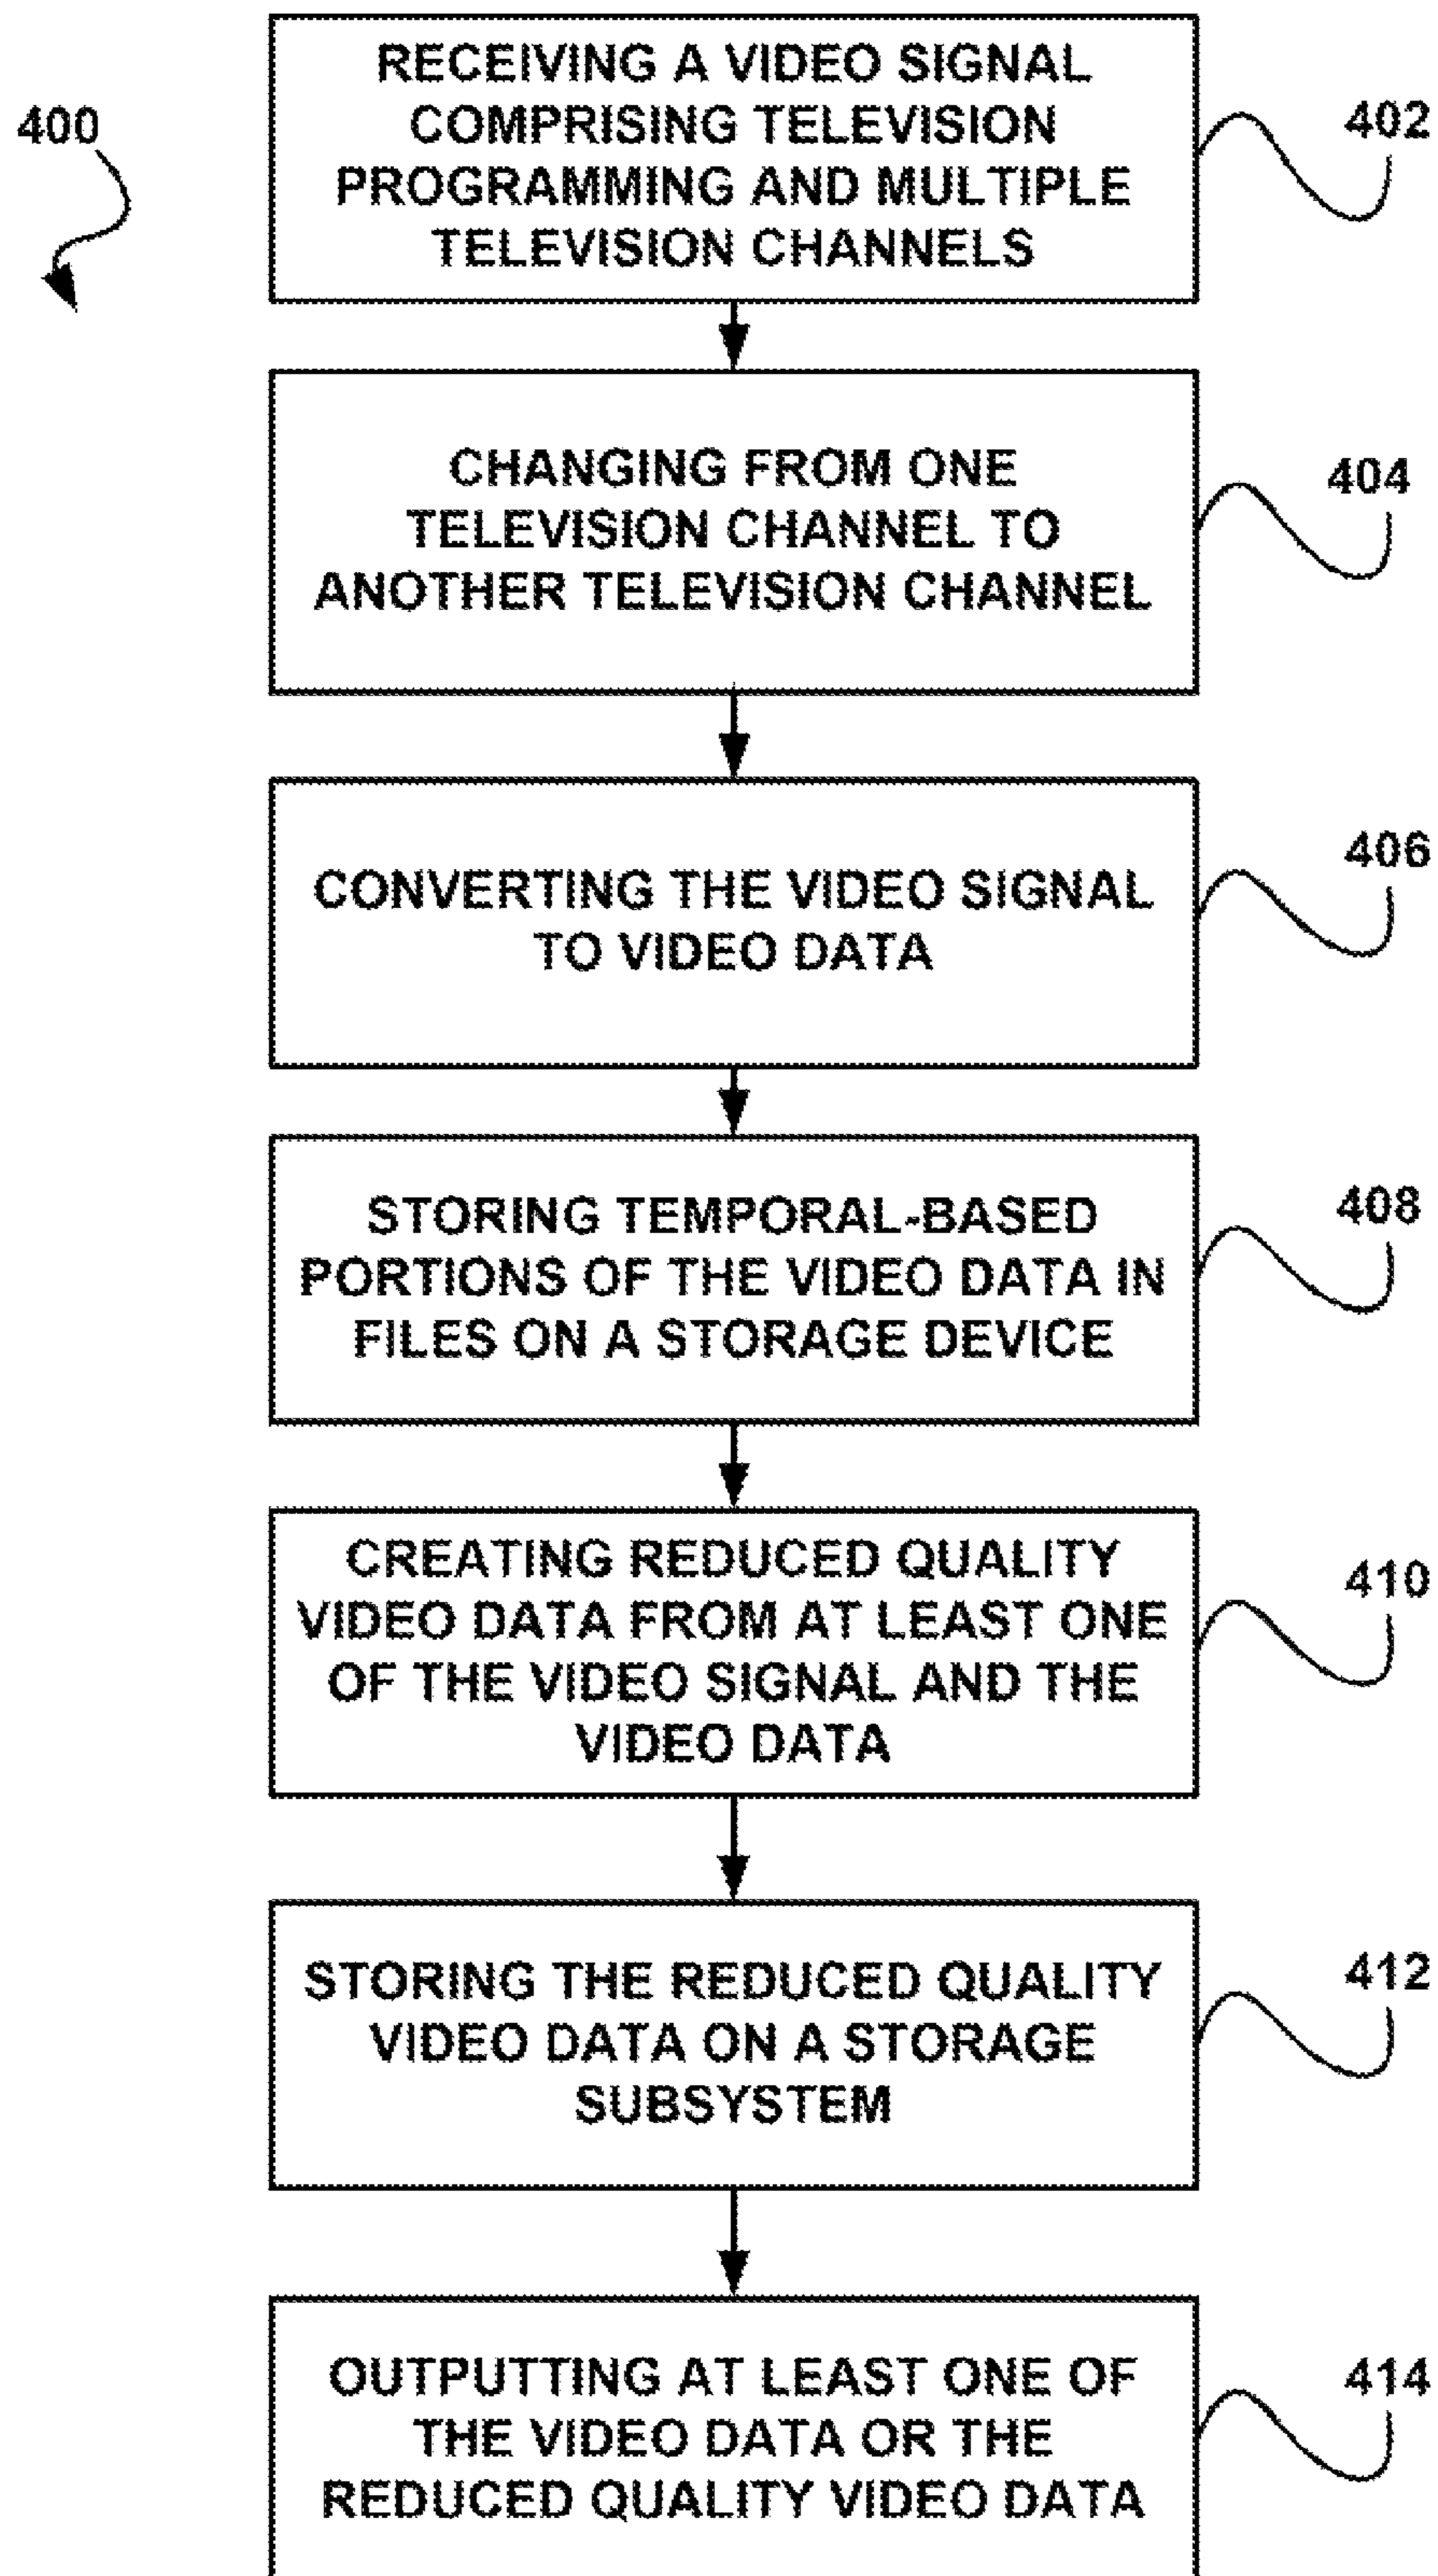 400
RECEIVING A VIDEO SIGNAL
COMPRISING TELEVISION
PROGRAMMING AND MULTIPLE
TELEVISION CHANNELS
402
CHANGING FROM ONE
TELEVISION CHANNEL TO
ANOTHER TELEVISION CHANNEL
404
CONVERTING THE VIDEO SIGNAL
TO VIDEO DATA
406
STORING TEMPORAL-BASED
PORTIONS OF THE VIDEO DATA IN
FILES ON A STORAGE DEVICE
408
CREATING REDUCED QUALITY
VIDEO DATA FROM AT LEAST ONE
OF THE VIDEO SIGNAL AND THE
VIDEO DATA
410
STORING THE REDUCED QUALITY
VIDEO DATA ON A STORAGE
SUBSYSTEM
412
OUTPUTTING AT LEAST ONE OF
THE VIDEO DATA OR THE
REDUCED QUALITY VIDEO DATA
414